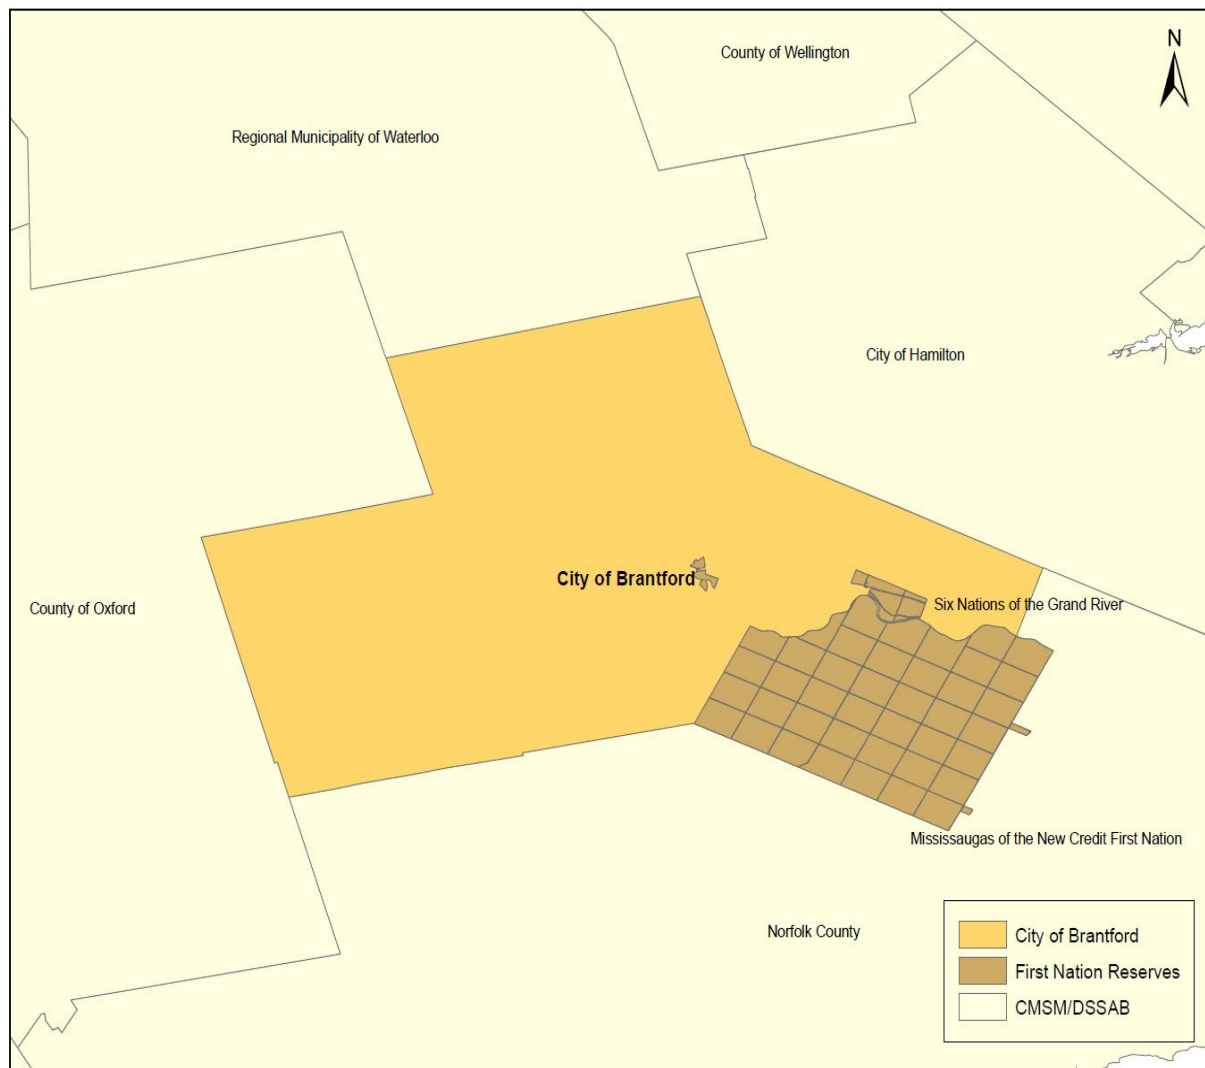 County of Wellington
N
Regional Municipality of Waterloo
City of Hamilton
City of Brantford
County of Oxford
Six Nations of the Grand River
Mississaugas of the New Credit First Nation
Norfolk County
City of Brantford
First Nation Reserves
CMSM/DSSAB